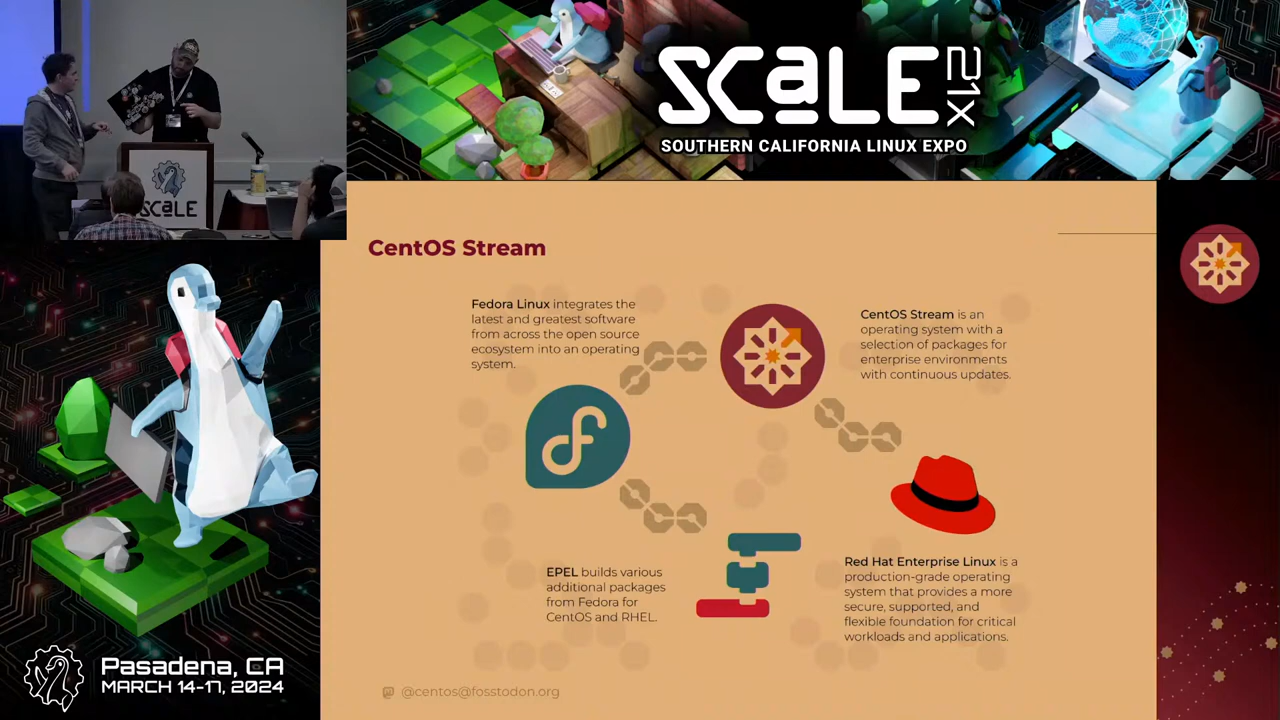 SCALE
21X
SOUTHERN CALIFORNIA LINUX EXPO
SCALE
CentOS Stream
Fedora Linux integrates the
latest and greatest software
from across the open source
ecosystem into an operating
system.
CentOS Stream is an
operating system with a
selection of packages for
enterprise environments
with continuous updates.
EPEL builds various
additional packages
from Fedora for
CentOS and RHEL.
Red Hat Enterprise Linux is a
production-grade operating
system that provides a more
secure, supported, and
flexible foundation for critical
workloads and applications.
@centos@fosstodon.org
Pasadena, CA
MARCH 14-17, 2024